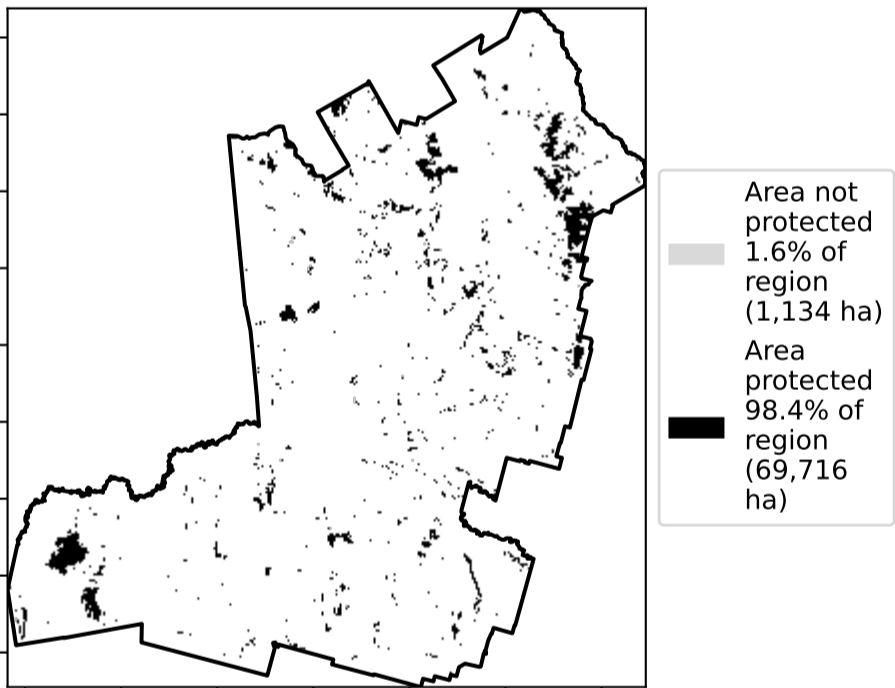 Area not
protected
1.6% of
region
(1,134 ha)
Area
protected
98.4% of
region
(69,716
ha)